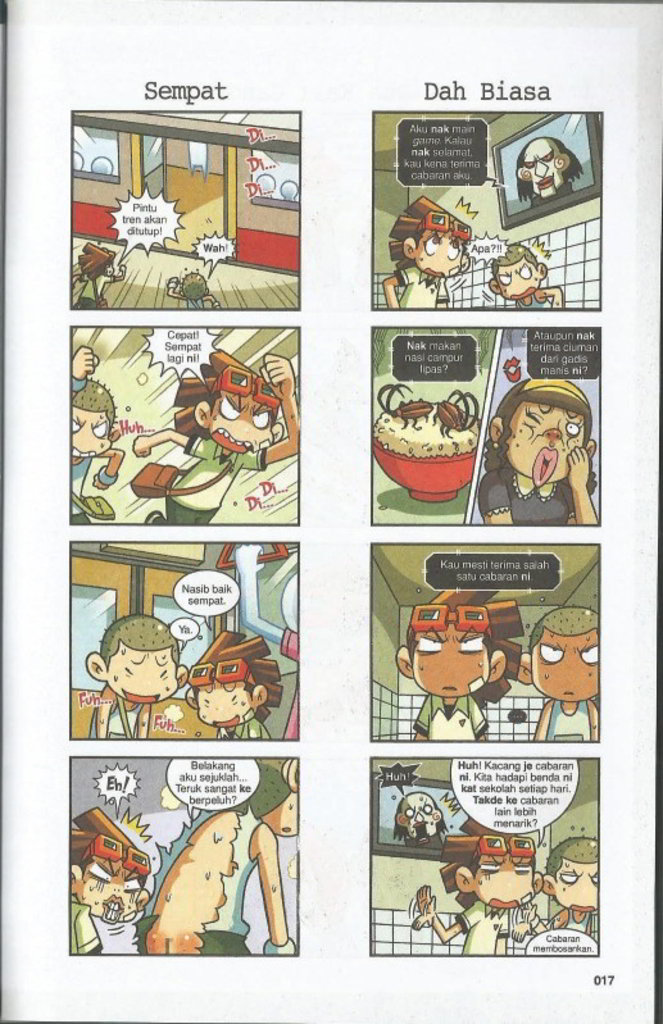 Sempat
Di...
Di...
Di...
Pintu
tren akan
ditutup!
Wah!
Cepat!
Sempat
lagi ni!
Huh...
Di...
Di...
Nasib baik
sempat.
Ya.
Fuh...
Fuh...
Eh!
Belakang
aku sejuklah...
Teruk sangat ke
berpeluh?
Dah Biasa
Aku nak main
game. Kalau
nak selamat,
kau kena terima
cabaran aku.
Apa?!!
Nak makan
nasi campur
lipas?
Ataupun nak
terima ciuman
dari gadis
manis ni?
Kau mesti terima salah
satu cabaran ni.
Huh!
Huh! Kacang je cabaran
ni. Kita hadapi benda ni
kat sekolah setiap hari.
Takde ke cabaran
lain lebih
menarik?
Cabaran
membosankan.
017